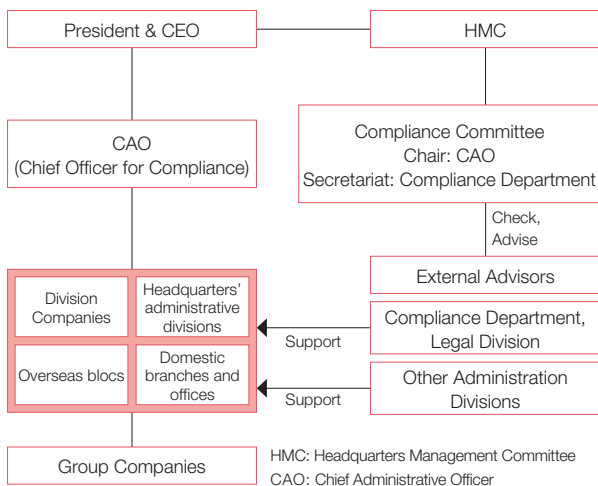 President & CEO
HMC
CAO
(Chief Officer for Compliance)
Compliance Committee
Chair: CAO
Secretariat: Compliance Department
Check,
Advise
External Advisors
Division
Companies
Headquarters'
administrative
divisions
Overseas blocs
Domestic
branches and
offices
Support
Compliance Department,
Legal Division
Support
Other Administration
Divisions
Group Companies
HMC: Headquarters Management Committee
CAO: Chief Administrative Officer